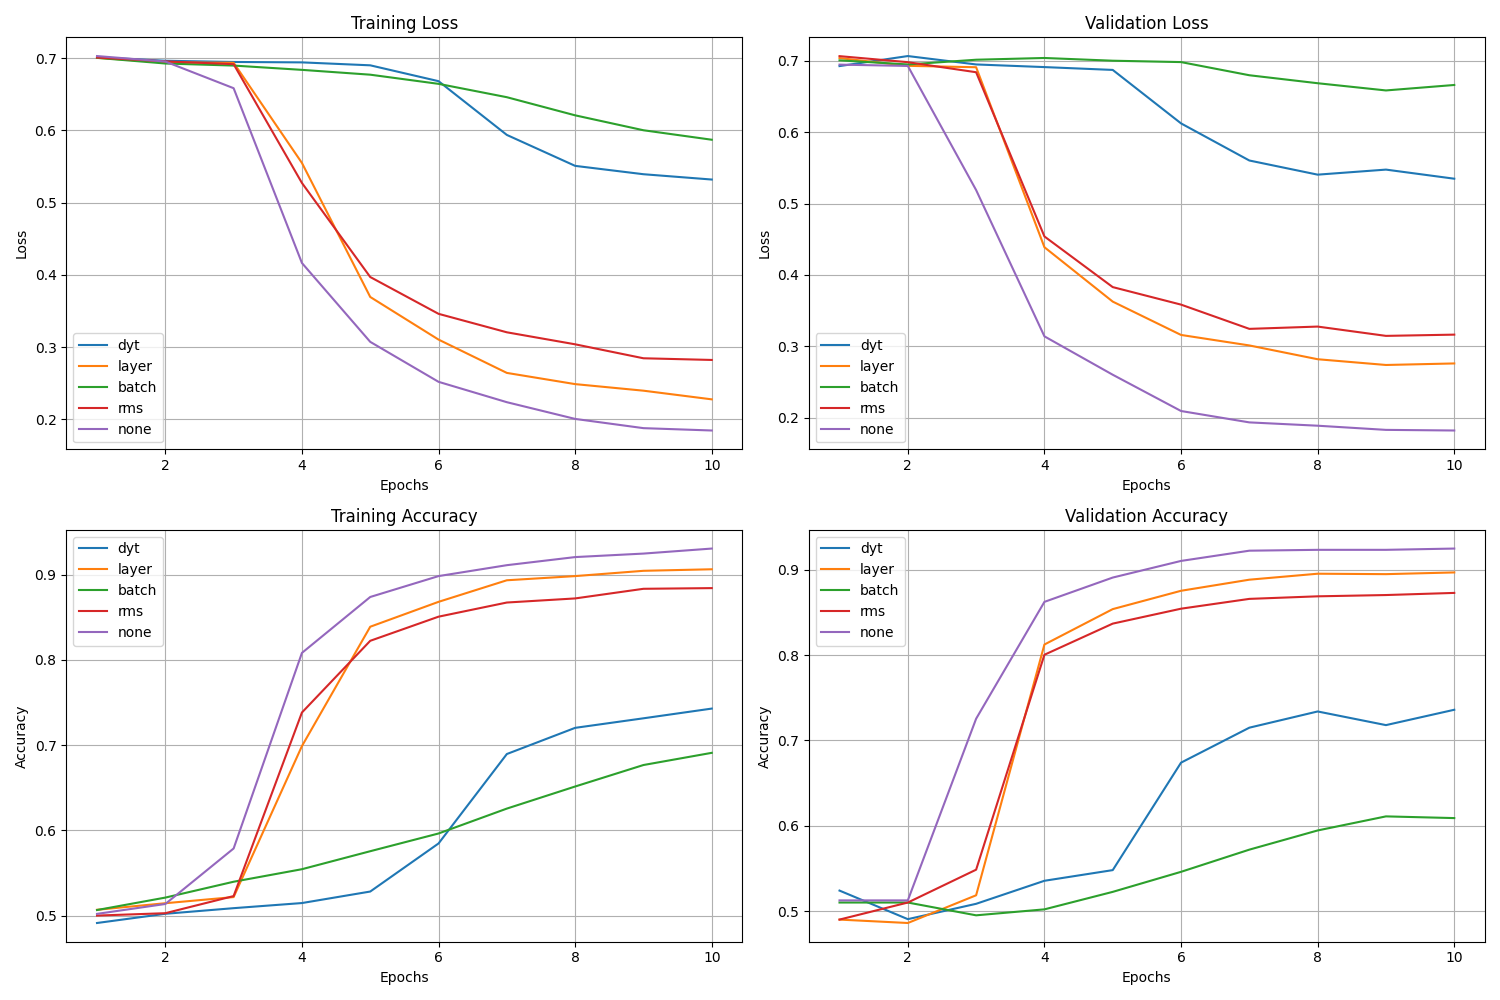 Training Loss
Loss
0.7
0.6
0.5
0.4
0.3
0.2
dyt
layer
batch
rms
none
2
4
6
8
10
Epochs
Validation Loss
Loss
0.7
0.6
0.5
0.4
0.3
0.2
dyt
layer
batch
rms
none
2
4
6
8
10
Epochs
Training Accuracy
Accuracy
0.9
0.8
0.7
0.6
0.5
dyt
layer
batch
rms
none
2
4
6
8
10
Epochs
Validation Accuracy
Accuracy
0.9
0.8
0.7
0.6
0.5
dyt
layer
batch
rms
none
2
4
6
8
10
Epochs